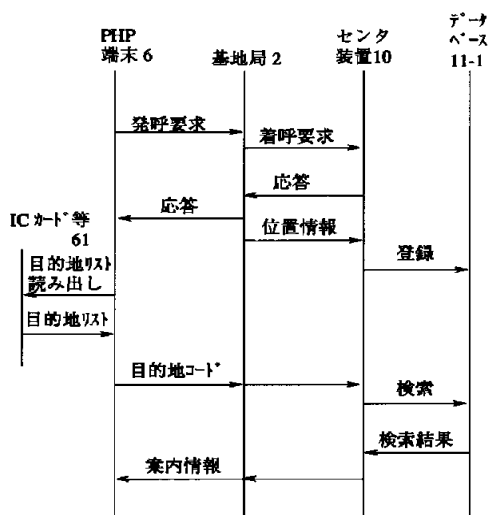 PHP
端末 6
基地局 2
センタ
装置10
データ
ベース
11-1
発呼要求
着呼要求
応答
応答
位置情報
登録
IC カード等
61
目的地リスト
読み出し
目的地リスト
目的地コード
検索
検索結果
案内情報